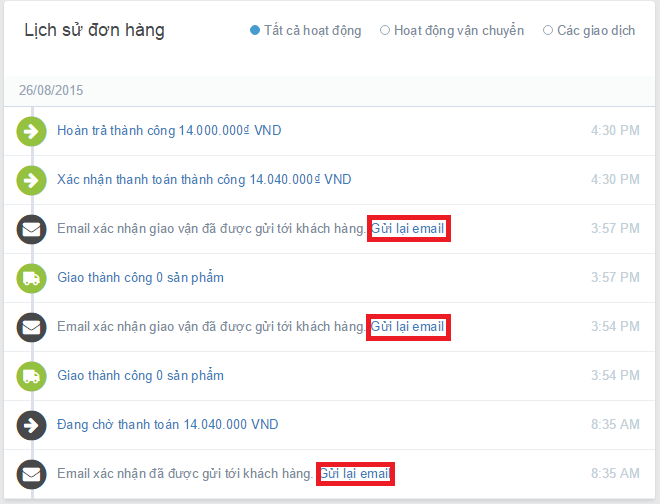 Lịch sử đơn hàng
Tất cả hoạt động Hoạt động vận chuyển Các giao dịch
26/08/2015
Hoàn trả thành công 14.000.000₫ VND 4:30 PM
Xác nhận thanh toán thành công 14.040.000₫ VND 4:30 PM
Email xác nhận giao vận đã được gửi tới khách hàng. Gửi lại email 3:57 PM
Giao thành công 0 sản phẩm 3:57 PM
Email xác nhận giao vận đã được gửi tới khách hàng. Gửi lại email 3:54 PM
Giao thành công 0 sản phẩm 3:54 PM
Đang chờ thanh toán 14.040.000 VND 8:35 AM
Email xác nhận đã được gửi tới khách hàng. Gửi lại email 8:35 AM